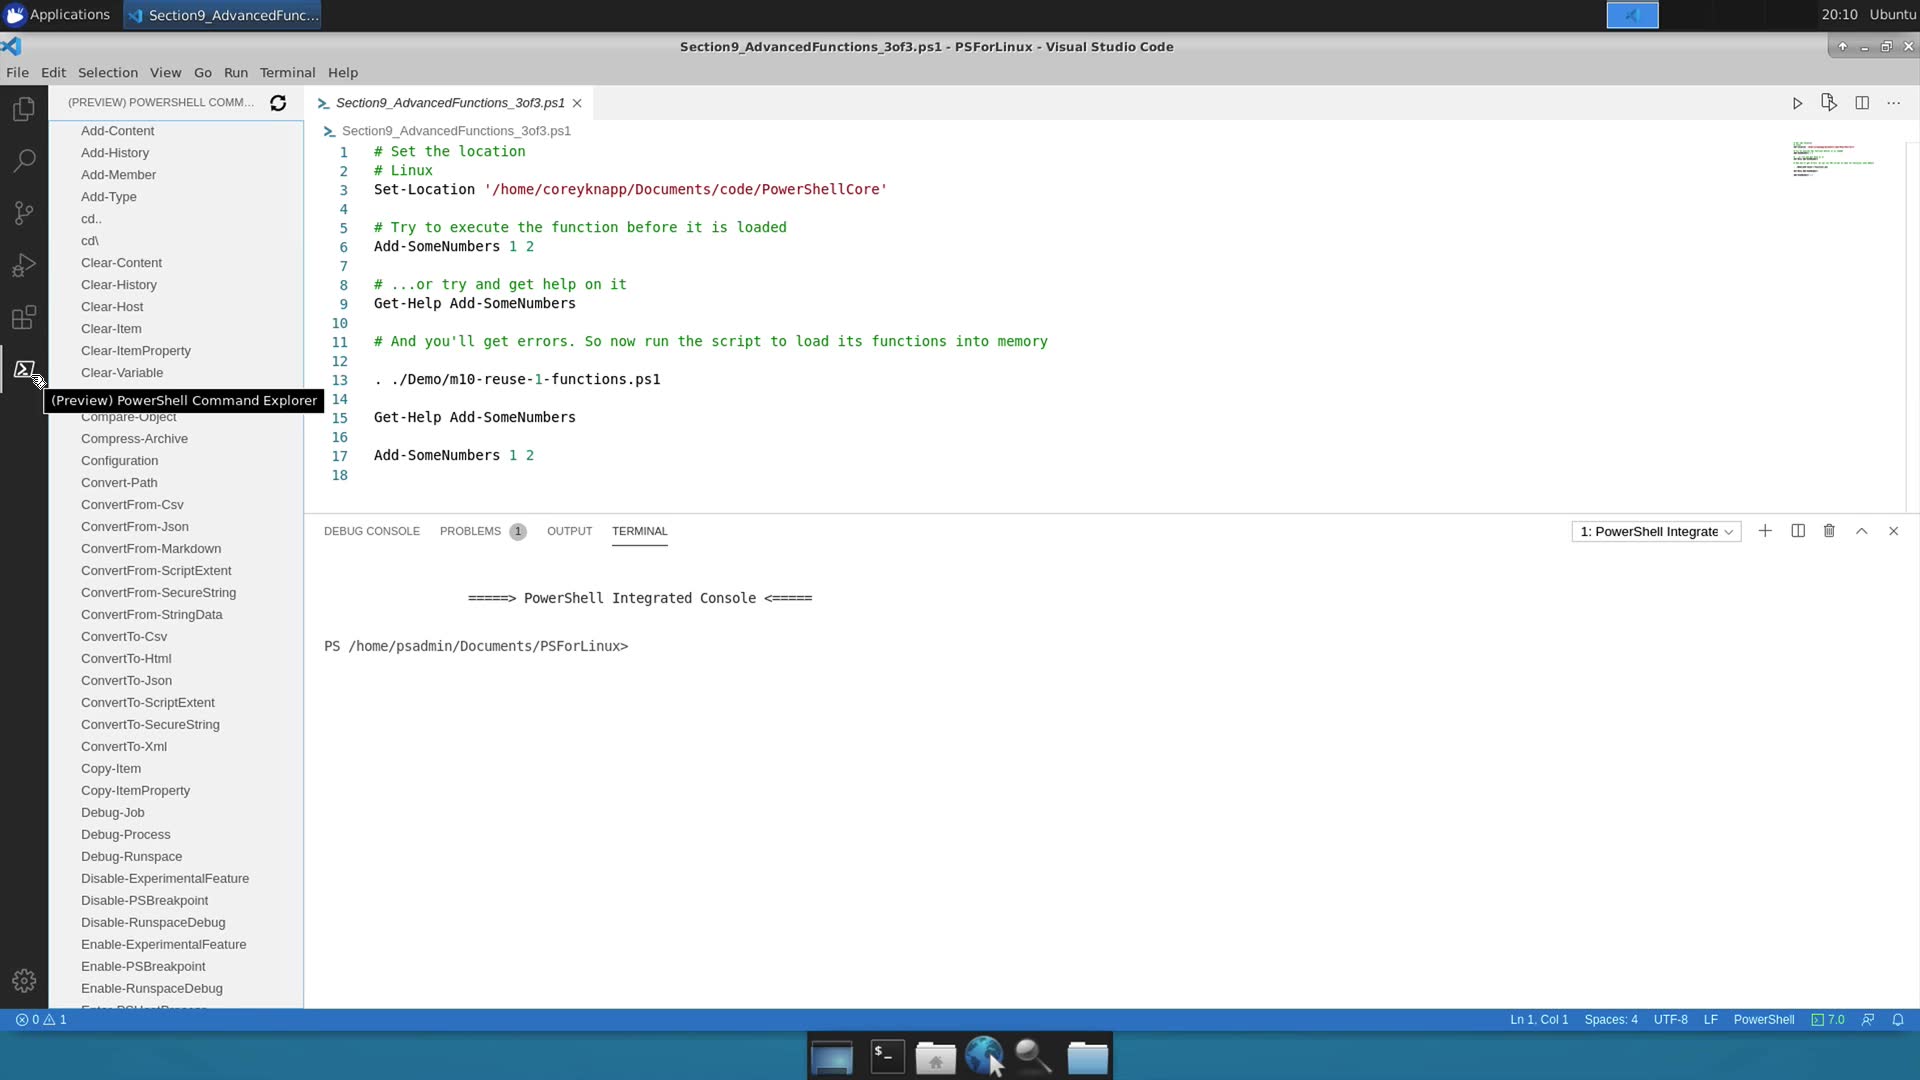 Applications
Section9_AdvancedFunc...
20:10
Ubuntu
Section9_AdvancedFunctions_3of3.ps1 - PSForLinux - Visual Studio Code
File Edit Selection View Go Run Terminal Help
(PREVIEW) POWERSHELL COMM...
Add-Content
Add-History
Add-Member
Add-Type
cd..
cd\
Clear-Content
Clear-History
Clear-Host
Clear-Item
Clear-ItemProperty
Clear-Variable
(Preview) PowerShell Command Explorer
Compare-Object
Compress-Archive
Configuration
Convert-Path
ConvertFrom-Csv
ConvertFrom-Json
ConvertFrom-Markdown
ConvertFrom-ScriptExtent
ConvertFrom-SecureString
ConvertFrom-StringData
ConvertTo-Csv
ConvertTo-Html
ConvertTo-Json
ConvertTo-ScriptExtent
ConvertTo-SecureString
ConvertTo-Xml
Copy-Item
Copy-ItemProperty
Debug-Job
Debug-Process
Debug-Runspace
Disable-ExperimentalFeature
Disable-PSBreakpoint
Disable-RunspaceDebug
Enable-ExperimentalFeature
Enable-PSBreakpoint
Enable-RunspaceDebug
Section9_AdvancedFunctions_3of3.ps1
Section9_AdvancedFunctions_3of3.ps1
1 # Set the location
2 # Linux
3 Set-Location '/home/coreyknapp/Documents/code/PowerShellCore'
4
5 # Try to execute the function before it is loaded
6 Add-SomeNumbers 1 2
7
8 # ...or try and get help on it
9 Get-Help Add-SomeNumbers
10
11 # And you'll get errors. So now run the script to load its functions into memory
12
13 . ./Demo/m10-reuse-1-functions.ps1
14
15 Get-Help Add-SomeNumbers
16
17 Add-SomeNumbers 1 2
18
DEBUG CONSOLE PROBLEMS 1 OUTPUT TERMINAL
1: PowerShell Integrate
=====> PowerShell Integrated Console <=====
PS /home/psadmin/Documents/PSForLinux>
0 1
Ln 1, Col 1 Spaces: 4 UTF-8 LF PowerShell 7.0
$_